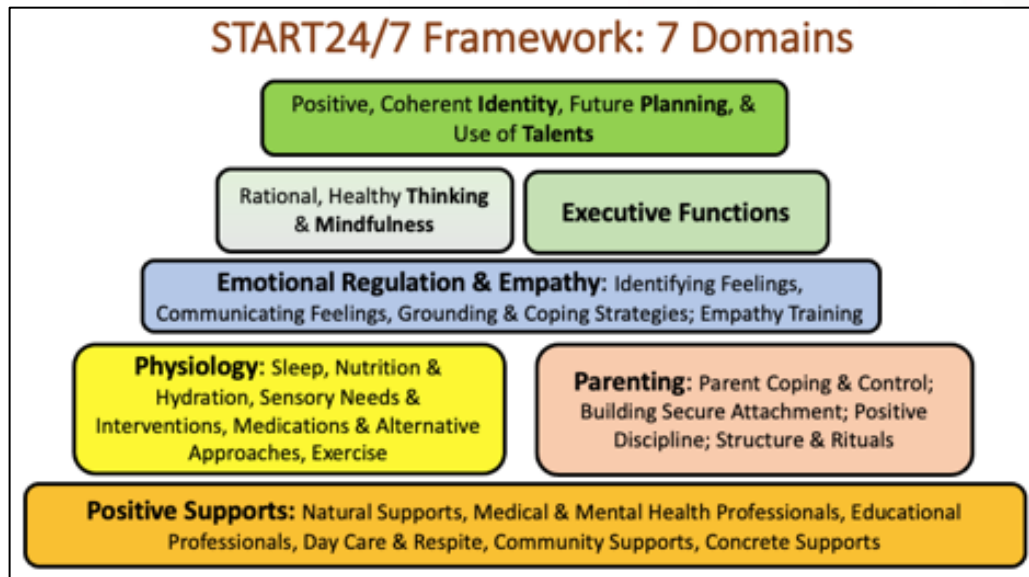 START24/7 Framework: 7 Domains
Positive, Coherent Identity, Future Planning, &
Use of Talents
Rational, Healthy Thinking
& Mindfulness
Executive Functions
Emotional Regulation & Empathy: Identifying Feelings,
Communicating Feelings, Grounding & Coping Strategies; Empathy Training
Physiology: Sleep, Nutrition &
Hydration, Sensory Needs &
Interventions, Medications & Alternative
Approaches, Exercise
Parenting: Parent Coping & Control;
Building Secure Attachment; Positive
Discipline; Structure & Rituals
Positive Supports: Natural Supports, Medical & Mental Health Professionals, Educational
Professionals, Day Care & Respite, Community Supports, Concrete Supports